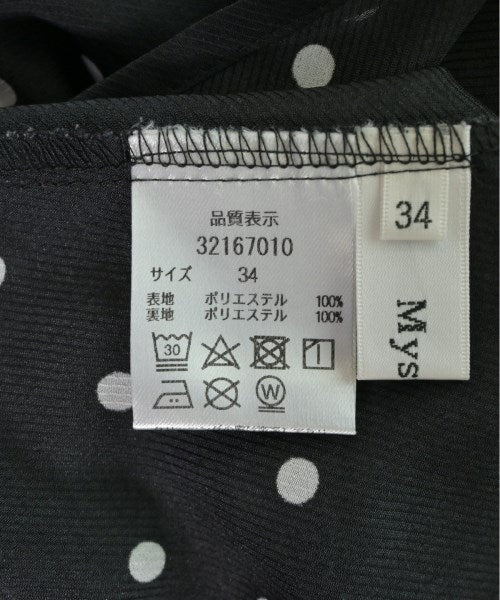 品質表示
32167010
サイズ 34
表地 ポリエステル 100%
裏地 ポリエステル 100%
30
W
34
Mys